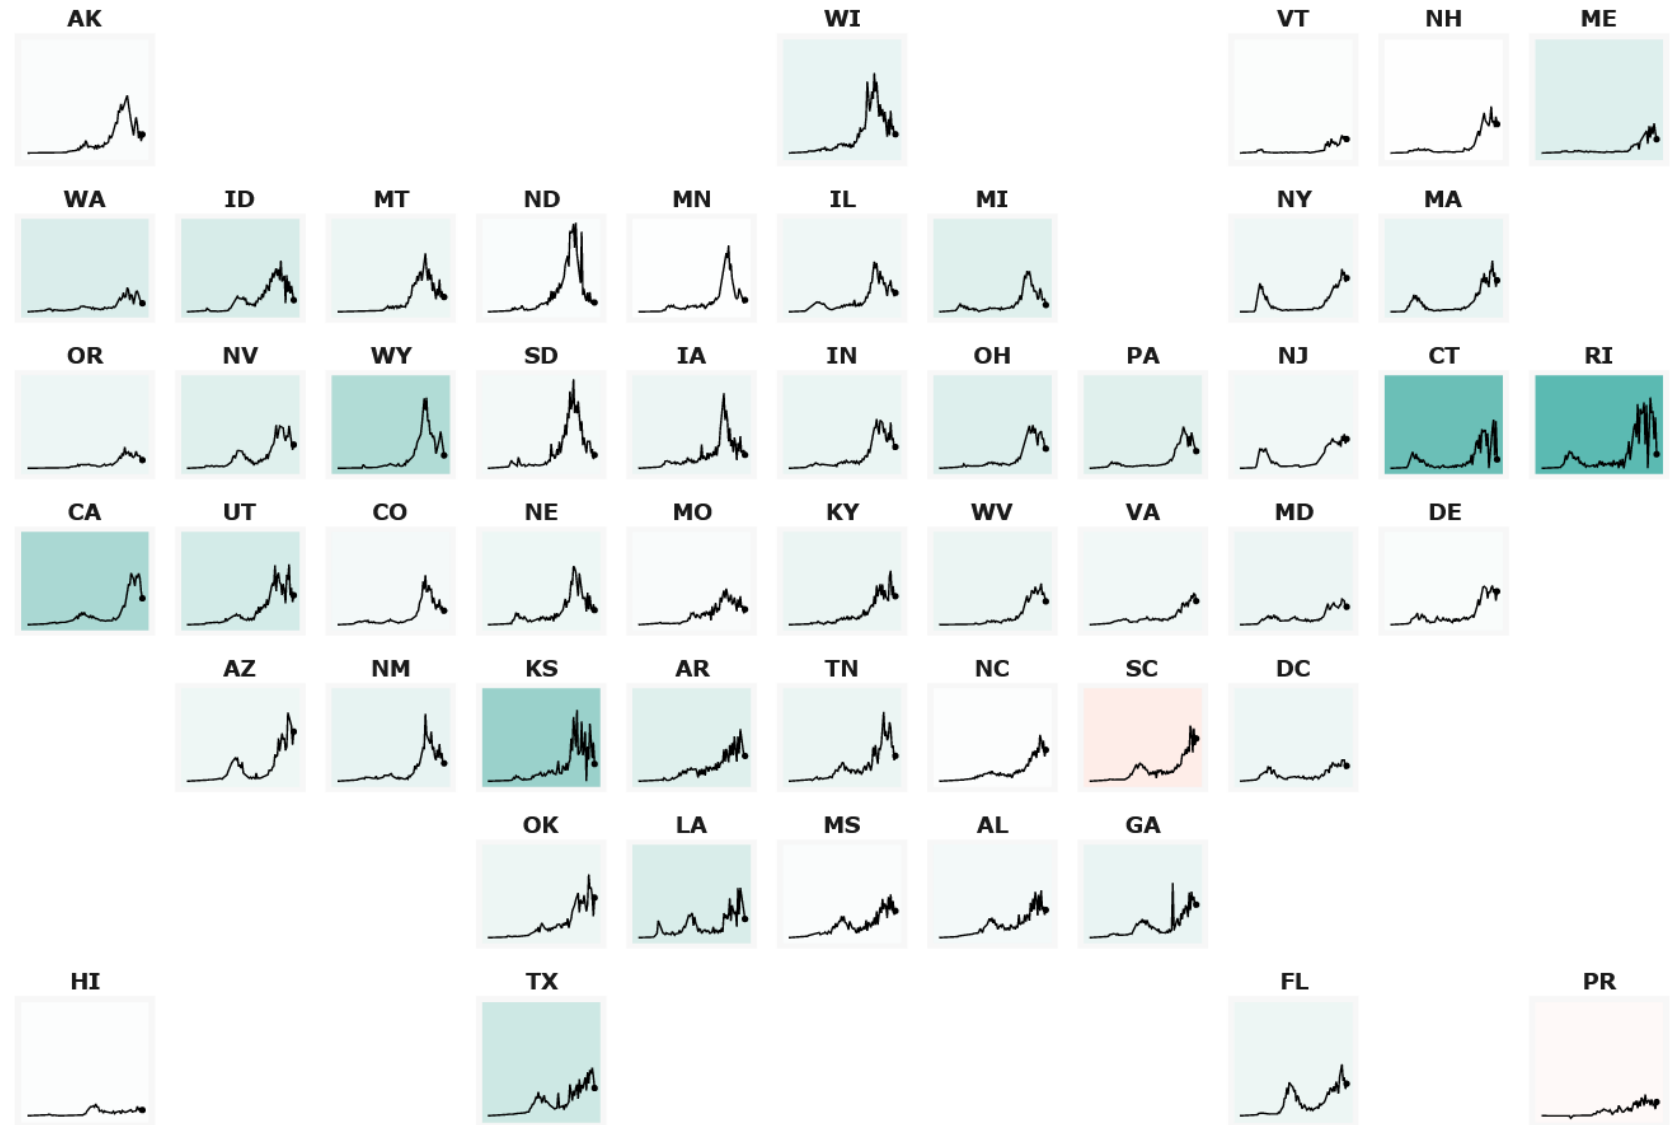 AK WI VT NH ME
WA ID MT ND MN IL MI NY MA
OR NV WY SD IA IN OH PA NJ CT RI
CA UT CO NE MO KY WV VA MD DE
AZ NM KS AR TN NC SC DC
OK LA MS AL GA
HI TX FL PR